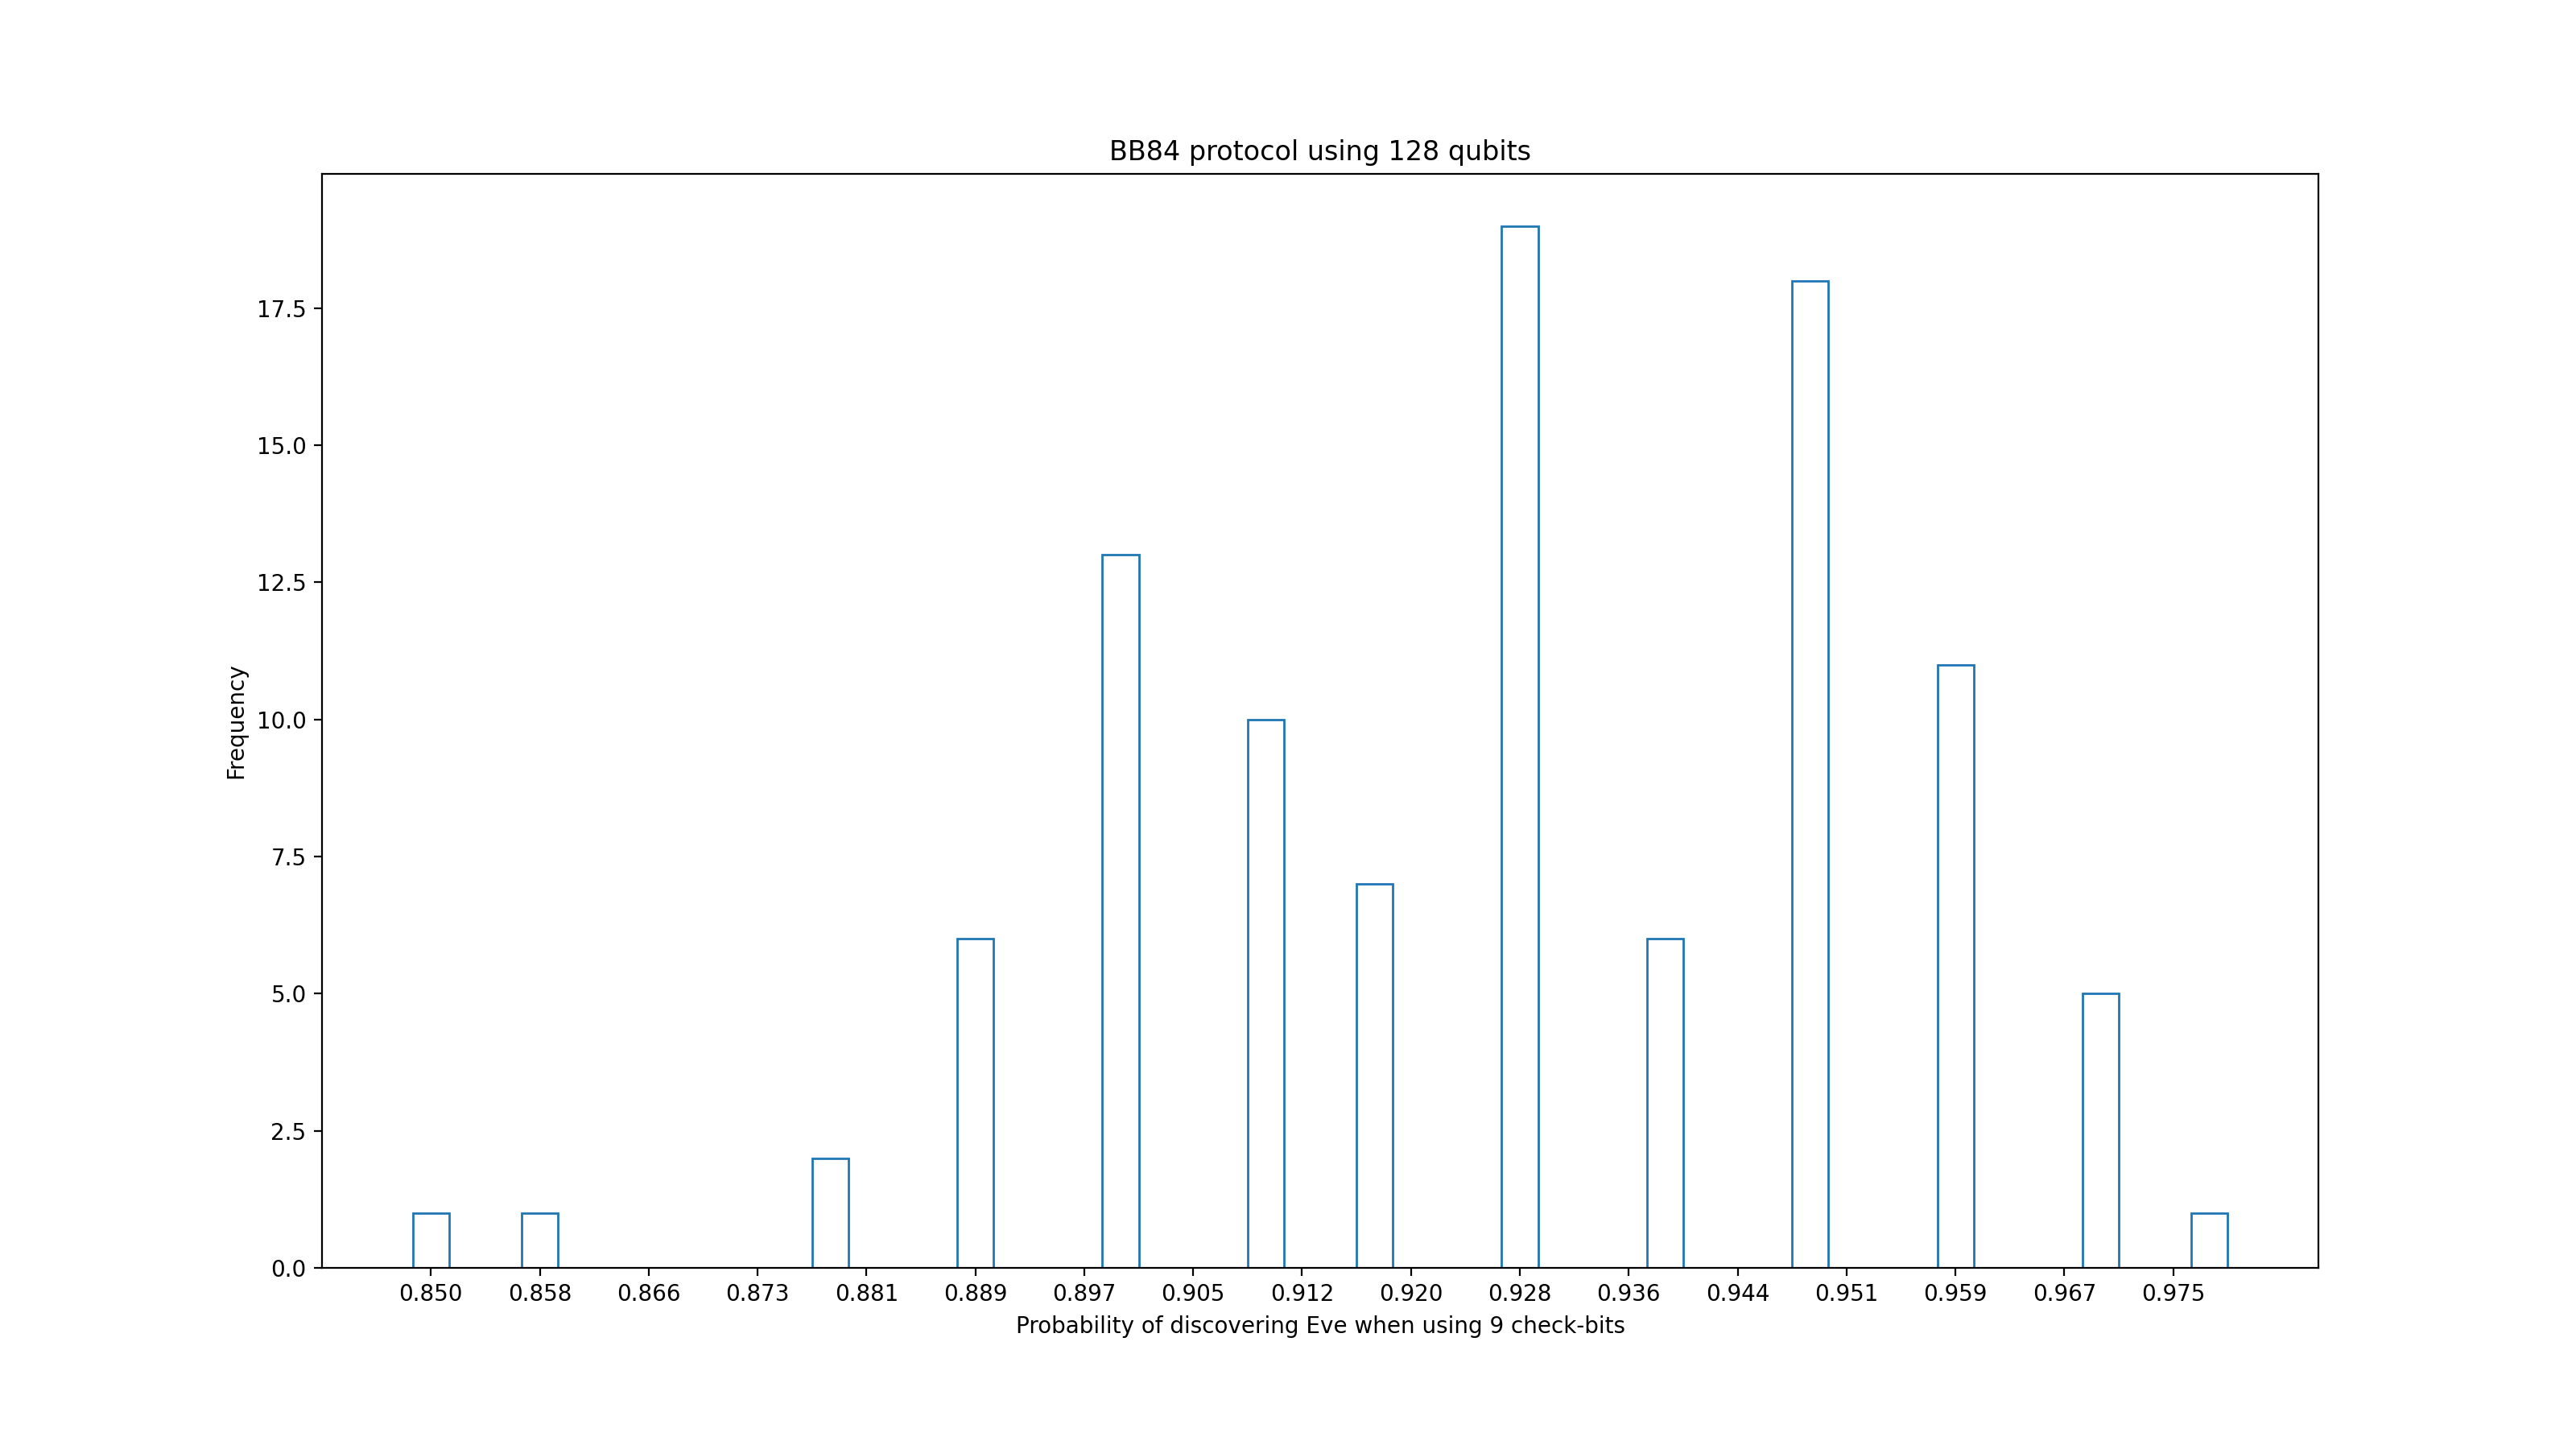 BB84 protocol using 128 qubits
17.5
15.0
12.5
10.0
7.5
5.0
2.5
0.0
Frequency
0.850 0.858 0.866 0.873 0.881 0.889 0.897 0.905 0.912 0.920 0.928 0.936 0.944 0.951 0.959 0.967 0.975
Probability of discovering Eve when using 9 check-bits